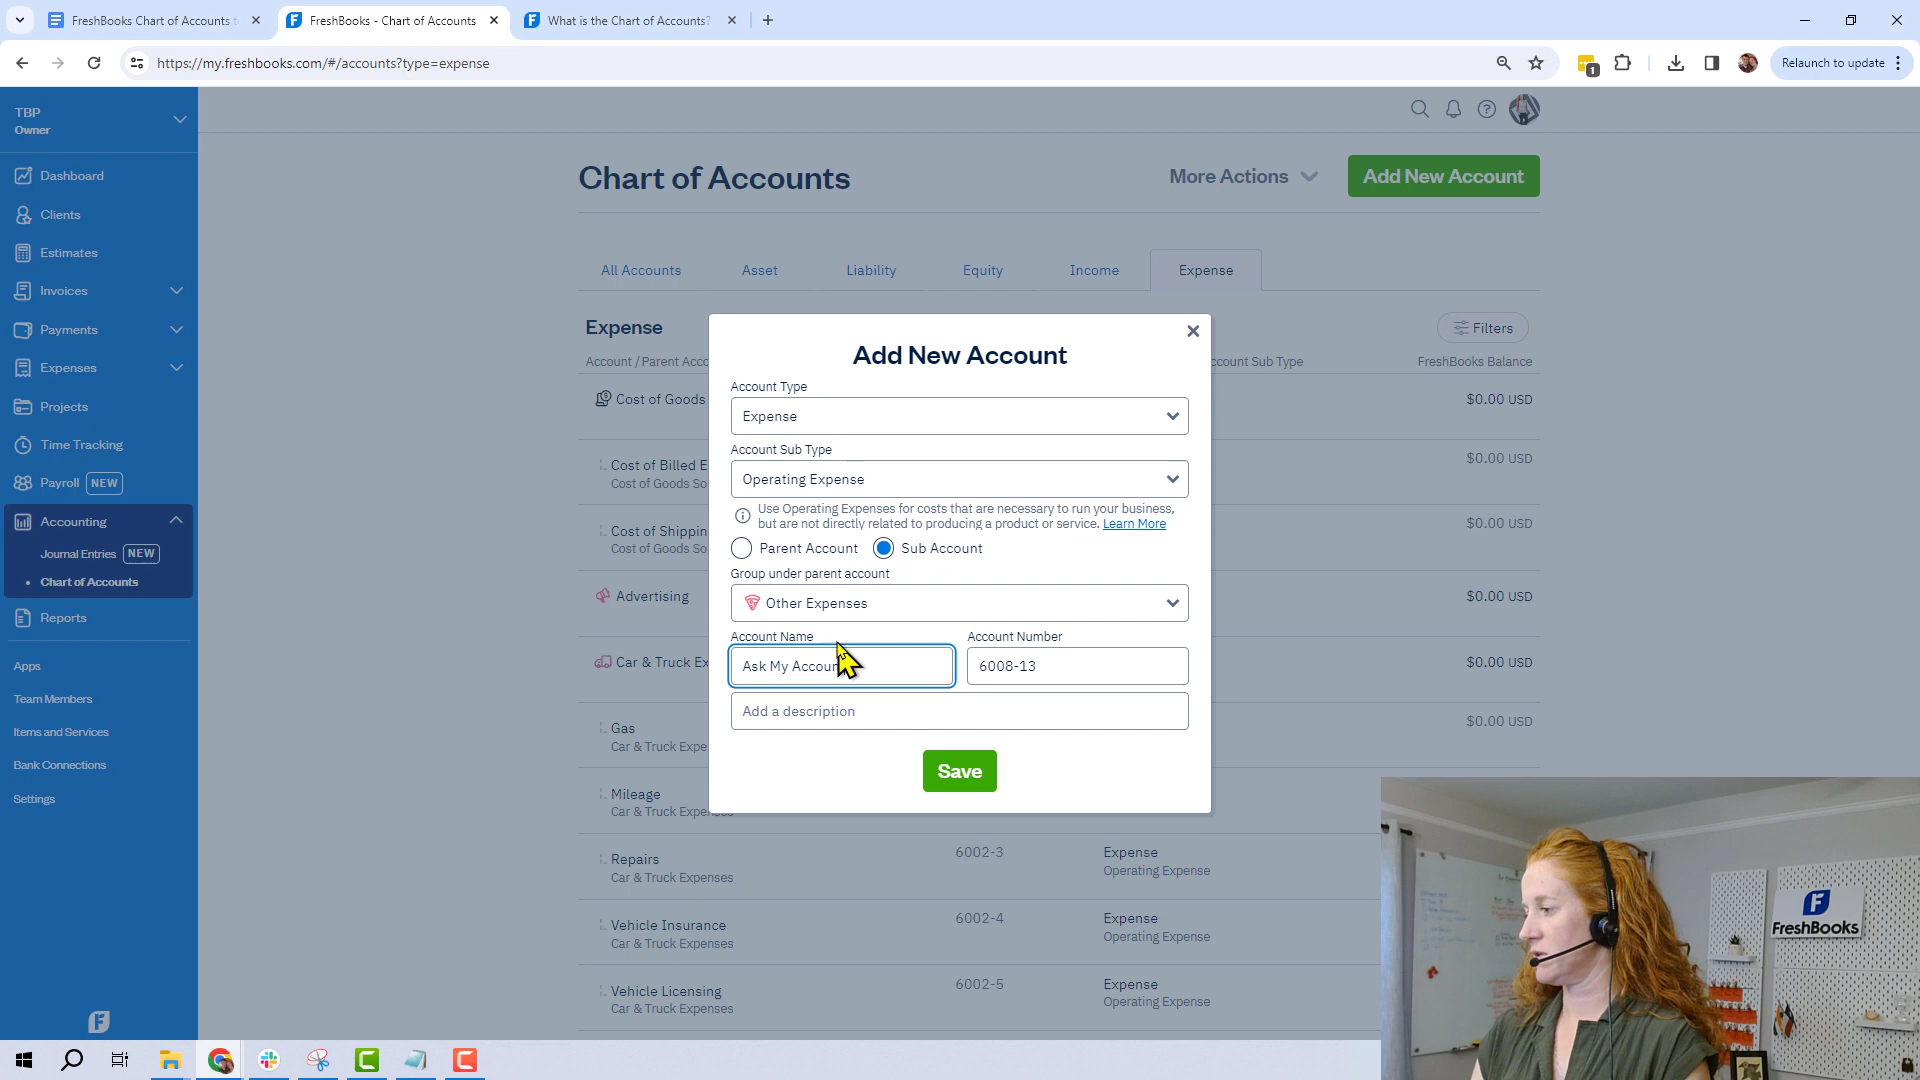 FreshBooks Chart of Accounts
FreshBooks - Chart of Accounts
What is the Chart of Accounts?
https://my.freshbooks.com/#/accounts?type=expense
1
Relaunch to update
TBP
Owner
Dashboard
Clients
Estimates
Invoices
Payments
Expenses
Projects
Time Tracking
Payroll NEW
Accounting
Journal Entries NEW
Chart of Accounts
Reports
Apps
Team Members
Items and Services
Bank Connections
Settings
Chart of Accounts
More Actions
Add New Account
All Accounts
Asset
Liability
Equity
Income
Expense
Expense
Filters
Account / Parent Acco
ccount Sub Type
FreshBooks Balance
Cost of Goods
$0.00 USD
Cost of Billed E
Cost of Goods So
$0.00 USD
Cost of Shippin
Cost of Goods So
$0.00 USD
Advertising
$0.00 USD
Car & Truck Ex
$0.00 USD
Gas
Car & Truck Expe
$0.00 USD
Mileage
Car & Truck Expenses
Repairs
Car & Truck Expenses
6002-3
Expense
Operating Expense
Vehicle Insurance
Car & Truck Expenses
6002-4
Expense
Operating Expense
Vehicle Licensing
Car & Truck Expenses
6002-5
Expense
Operating Expense
Add New Account
Account Type
Expense
Account Sub Type
Operating Expense
Use Operating Expenses for costs that are necessary to run your business,
but are not directly related to producing a product or service. Learn More
Parent Account
Sub Account
Group under parent account
Other Expenses
Account Name
Account Number
Ask My Accoun
6008-13
Add a description
Save
F
FreshBooks